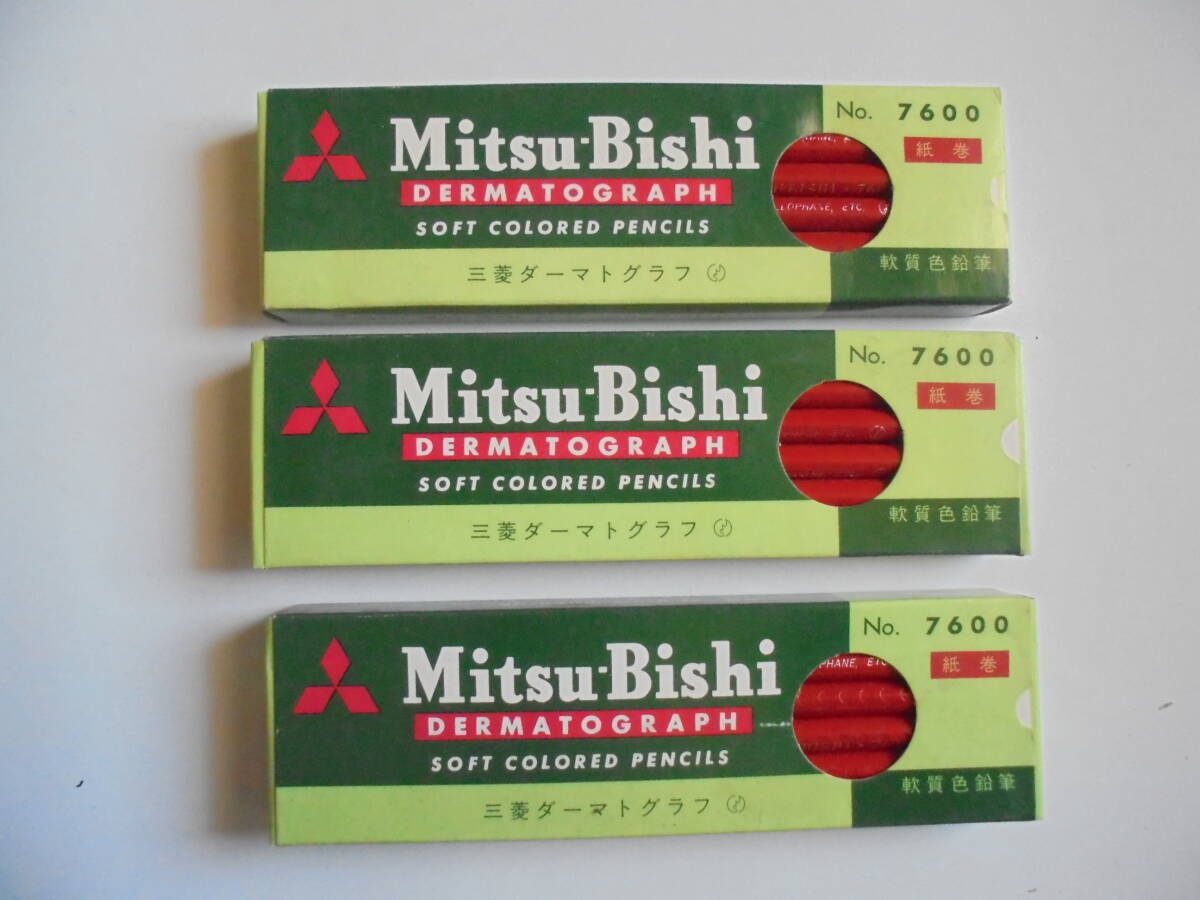 Mitsu-Bishi
DERMATOGRAPH
SOFT COLORED PENCILS
三菱ダーマトグラフ
No. 7600
紙巻
軟質色鉛筆
ETC.
Mitsu-Bishi
DERMATOGRAPH
SOFT COLORED PENCILS
三菱ダーマトグラフ
No. 7600
紙巻
軟質色鉛筆
Mitsu-Bishi
DERMATOGRAPH
SOFT COLORED PENCILS
三菱ダーマトグラフ
No. 7600
紙巻
軟質色鉛筆